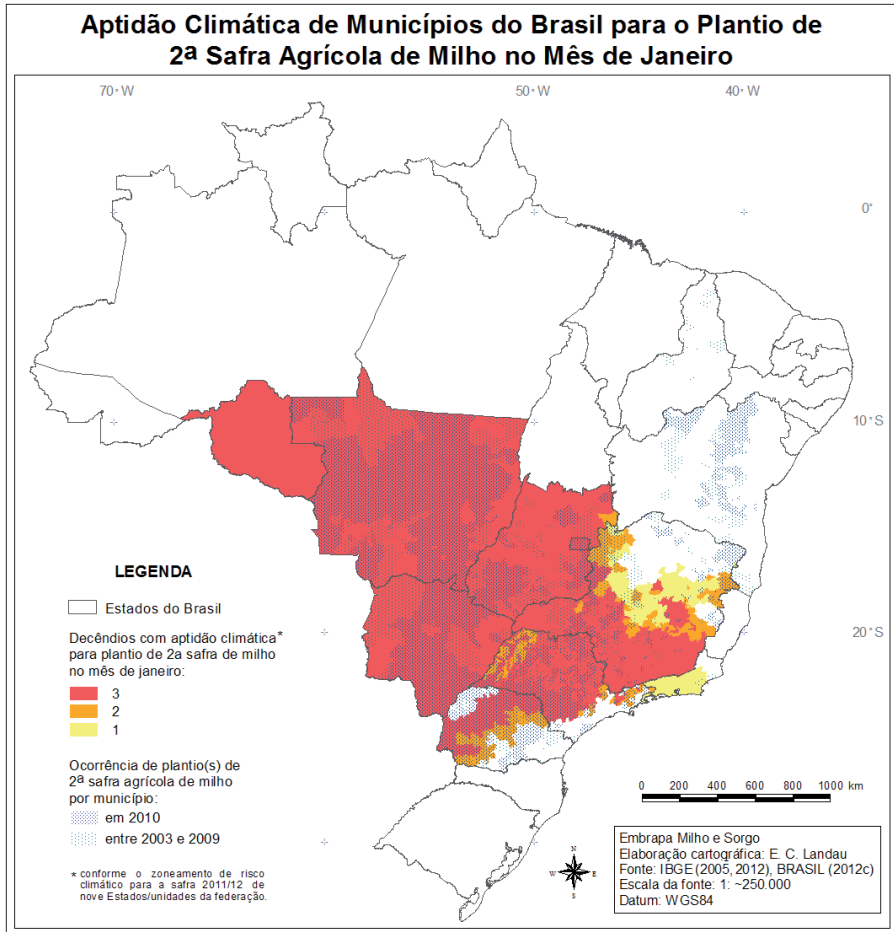 Aptidão Climática de Municípios do Brasil para o Plantio de
2ª Safra Agrícola de Milho no Mês de Janeiro
70° W
50° W
40° W
0°
10° S
20° S
LEGENDA
Estados do Brasil
Decêndios com aptidão climática*
para plantio de 2a safra de milho
no mês de janeiro:
3
2
1
Ocorrência de plantio(s) de
2ª safra agrícola de milho
por município:
em 2010
entre 2003 e 2009
* conforme o zoneamento de risco
climático para a safra 2011/12 de
nove Estados/unidades da federação.
0 200 400 600 800 1000 km
N
W E
S
Embrapa Milho e Sorgo
Elaboração cartográfica: E. C. Landau
Fonte: IBGE (2005, 2012), BRASIL (2012c)
Escala da fonte: 1: ~250.000
Datum: WGS84